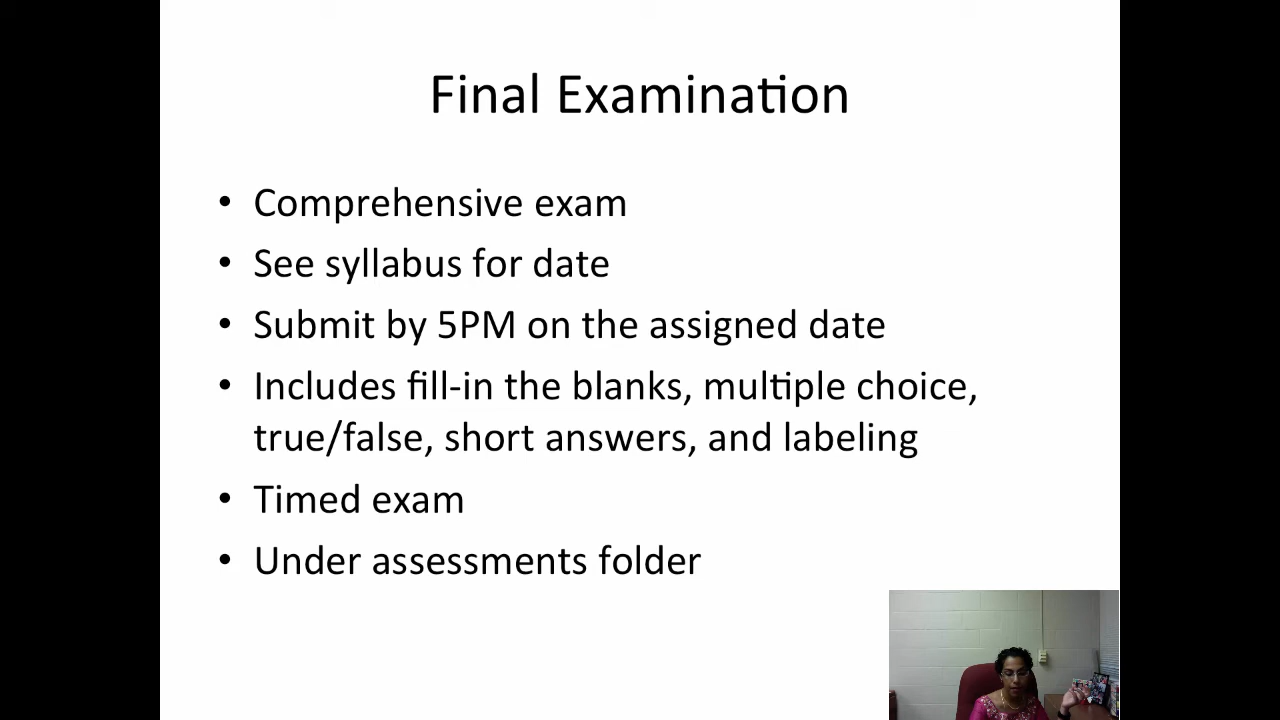 Final Examination
• Comprehensive exam
• See syllabus for date
• Submit by 5PM on the assigned date
• Includes fill-in the blanks, multiple choice,
true/false, short answers, and labeling
• Timed exam
• Under assessments folder